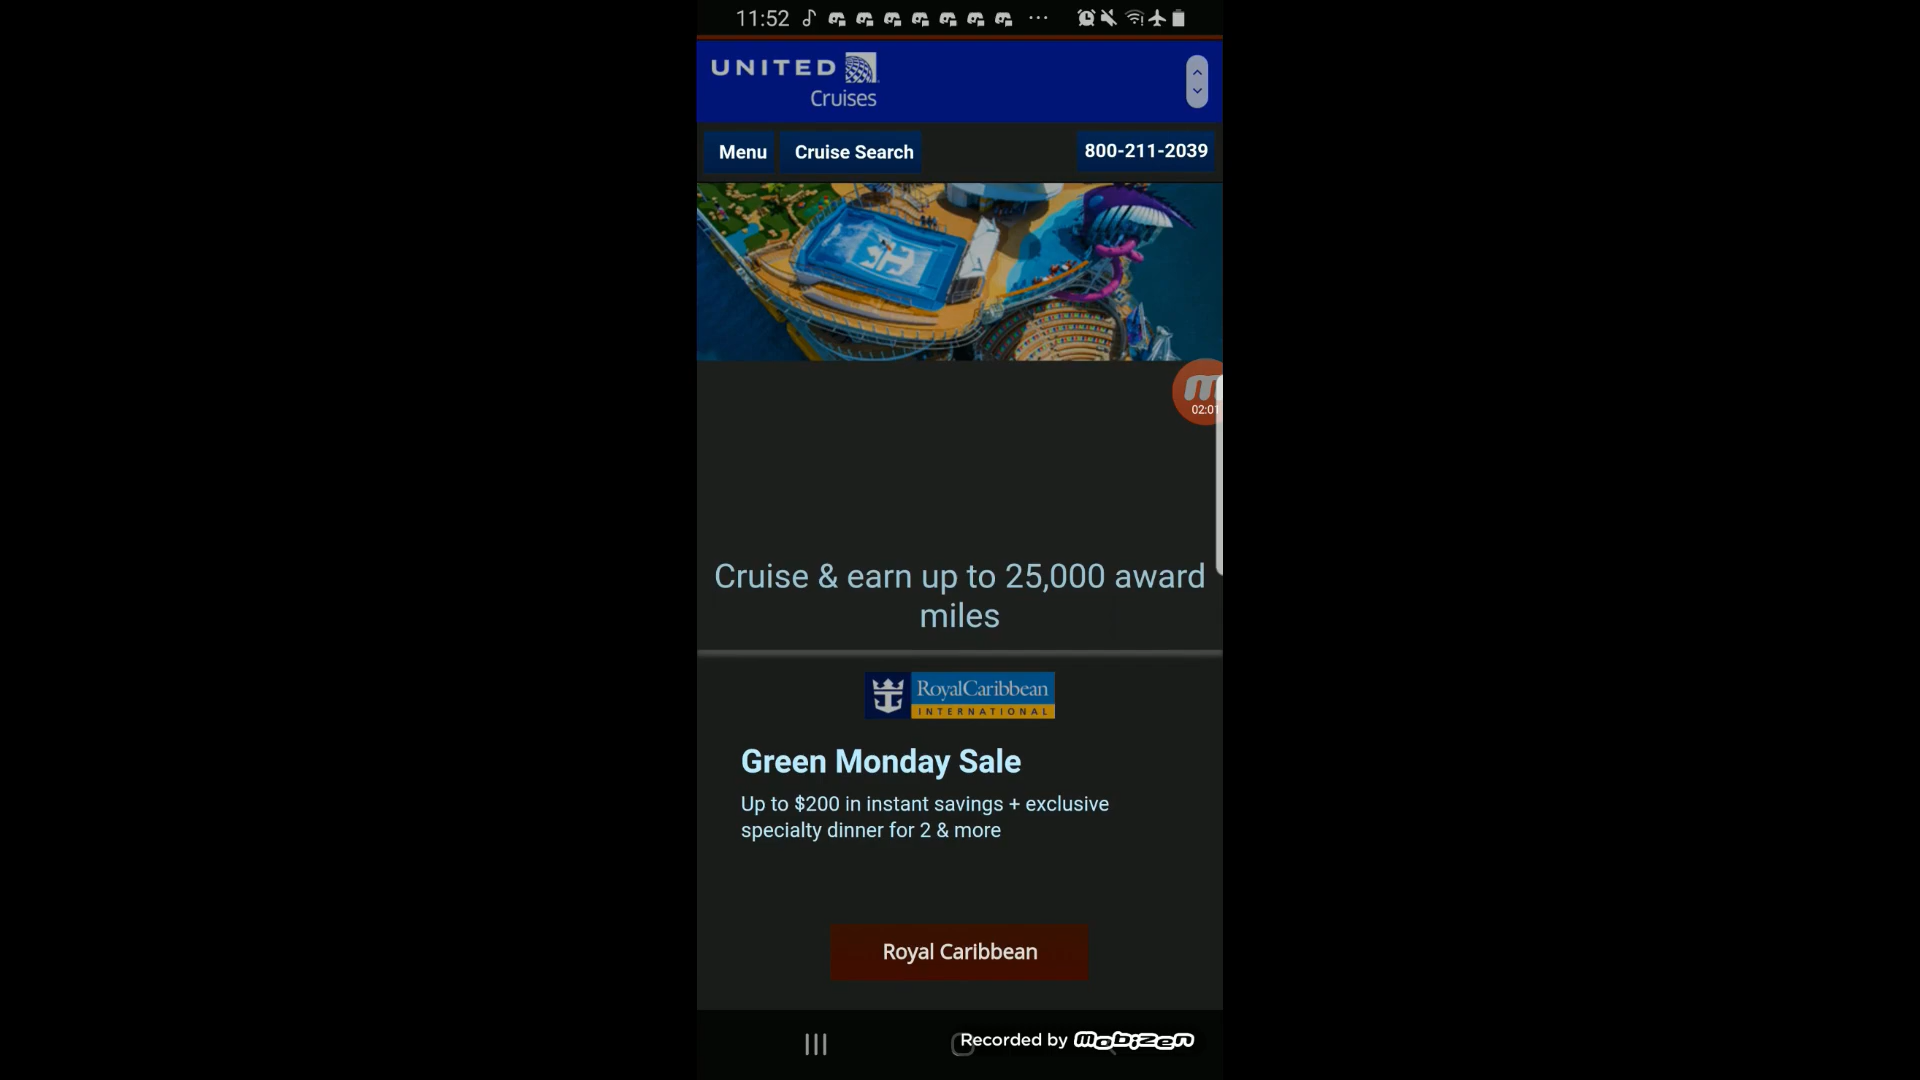 11:52
UNITED
Cruises
Menu
Cruise Search
800-211-2039
02:01
Cruise & earn up to 25,000 award
miles
RoyalCaribbean
INTERNATIONAL
Green Monday Sale
Up to $200 in instant savings + exclusive
specialty dinner for 2 & more
Royal Caribbean
Recorded by mobizen